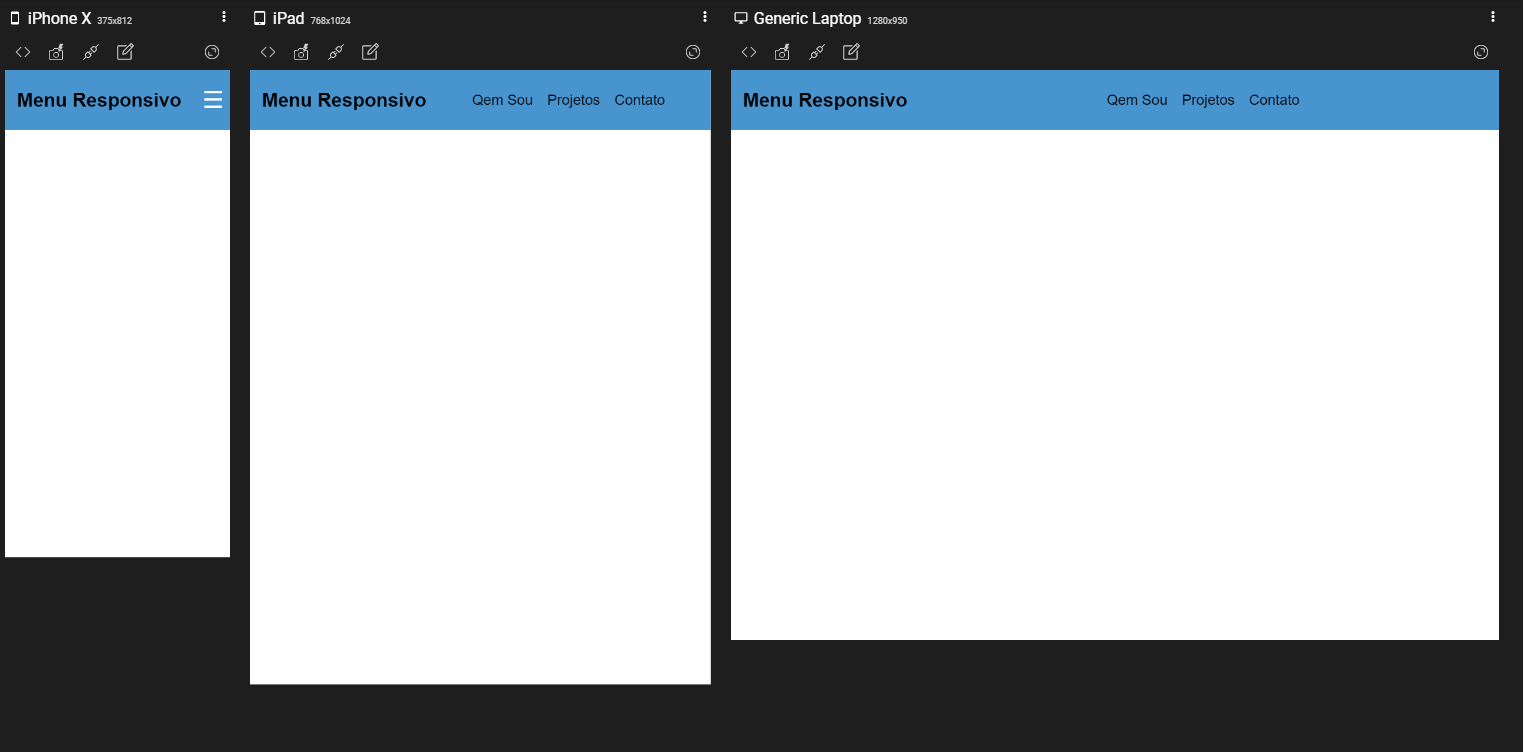 iPhone X 375x812
Menu Responsivo
iPad 768x1024
Menu Responsivo Qem Sou Projetos Contato
Generic Laptop 1280x950
Menu Responsivo Qem Sou Projetos Contato